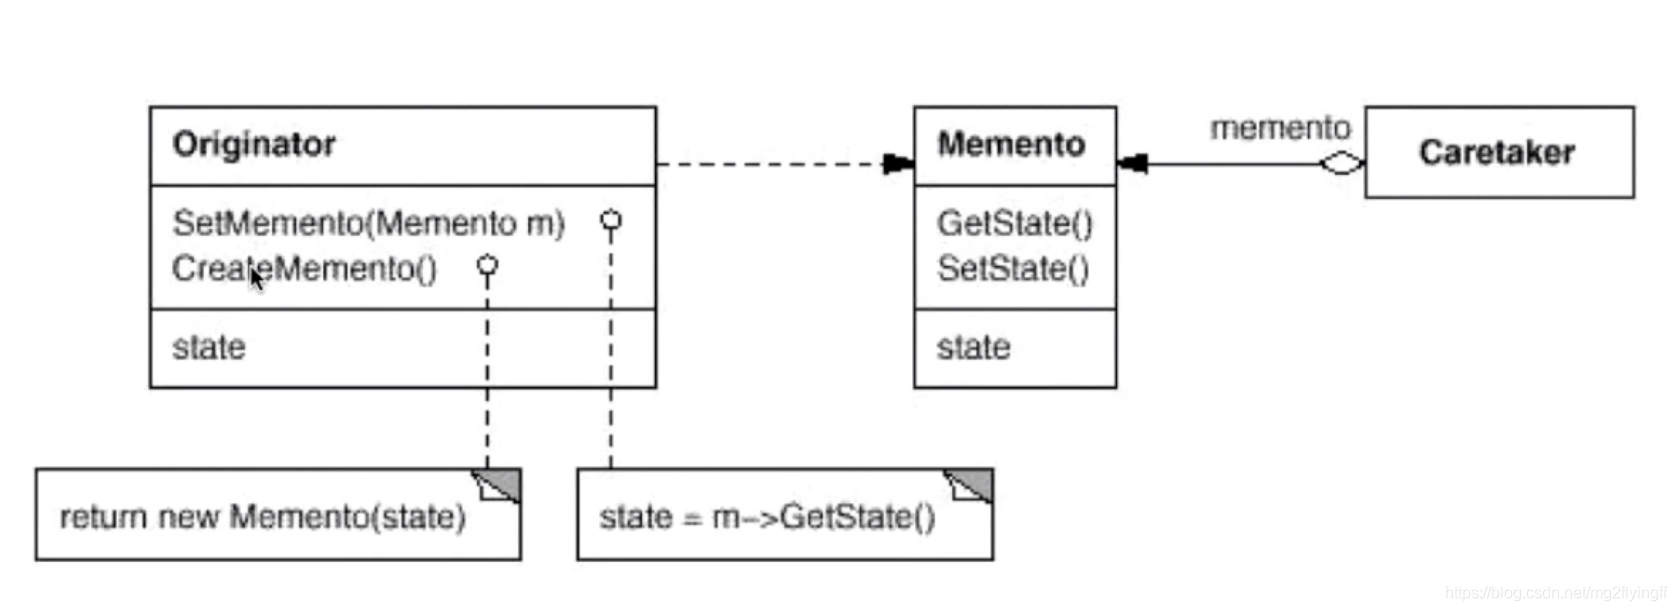 Originator
SetMemento(Memento m)
CreateMemento()
state
Memento
GetState()
SetState()
state
memento
Caretaker
return new Memento(state)
state = m->GetState()
https://blog.csdn.net/mg2flyingff